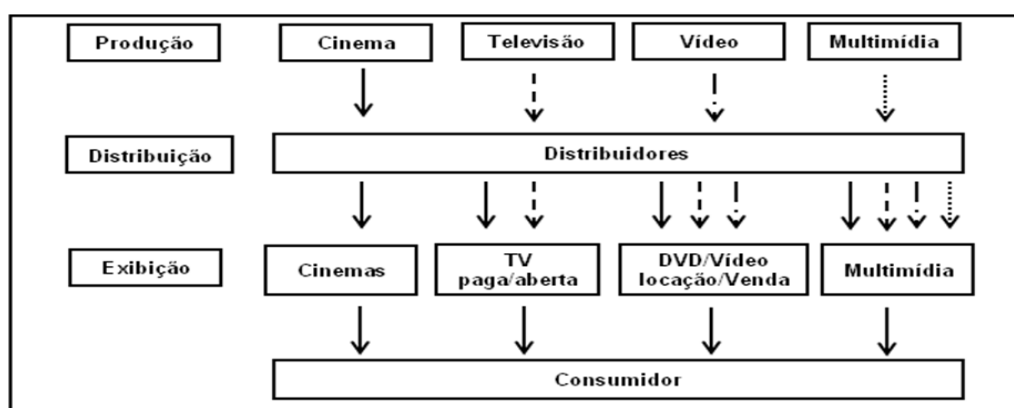 Produção
Cinema
Televisão
Vídeo
Multimídia
Distribuição
Distribuidores
Exibição
Cinemas
TV
paga/aberta
DVD/Vídeo
locação/Venda
Multimídia
Consumidor